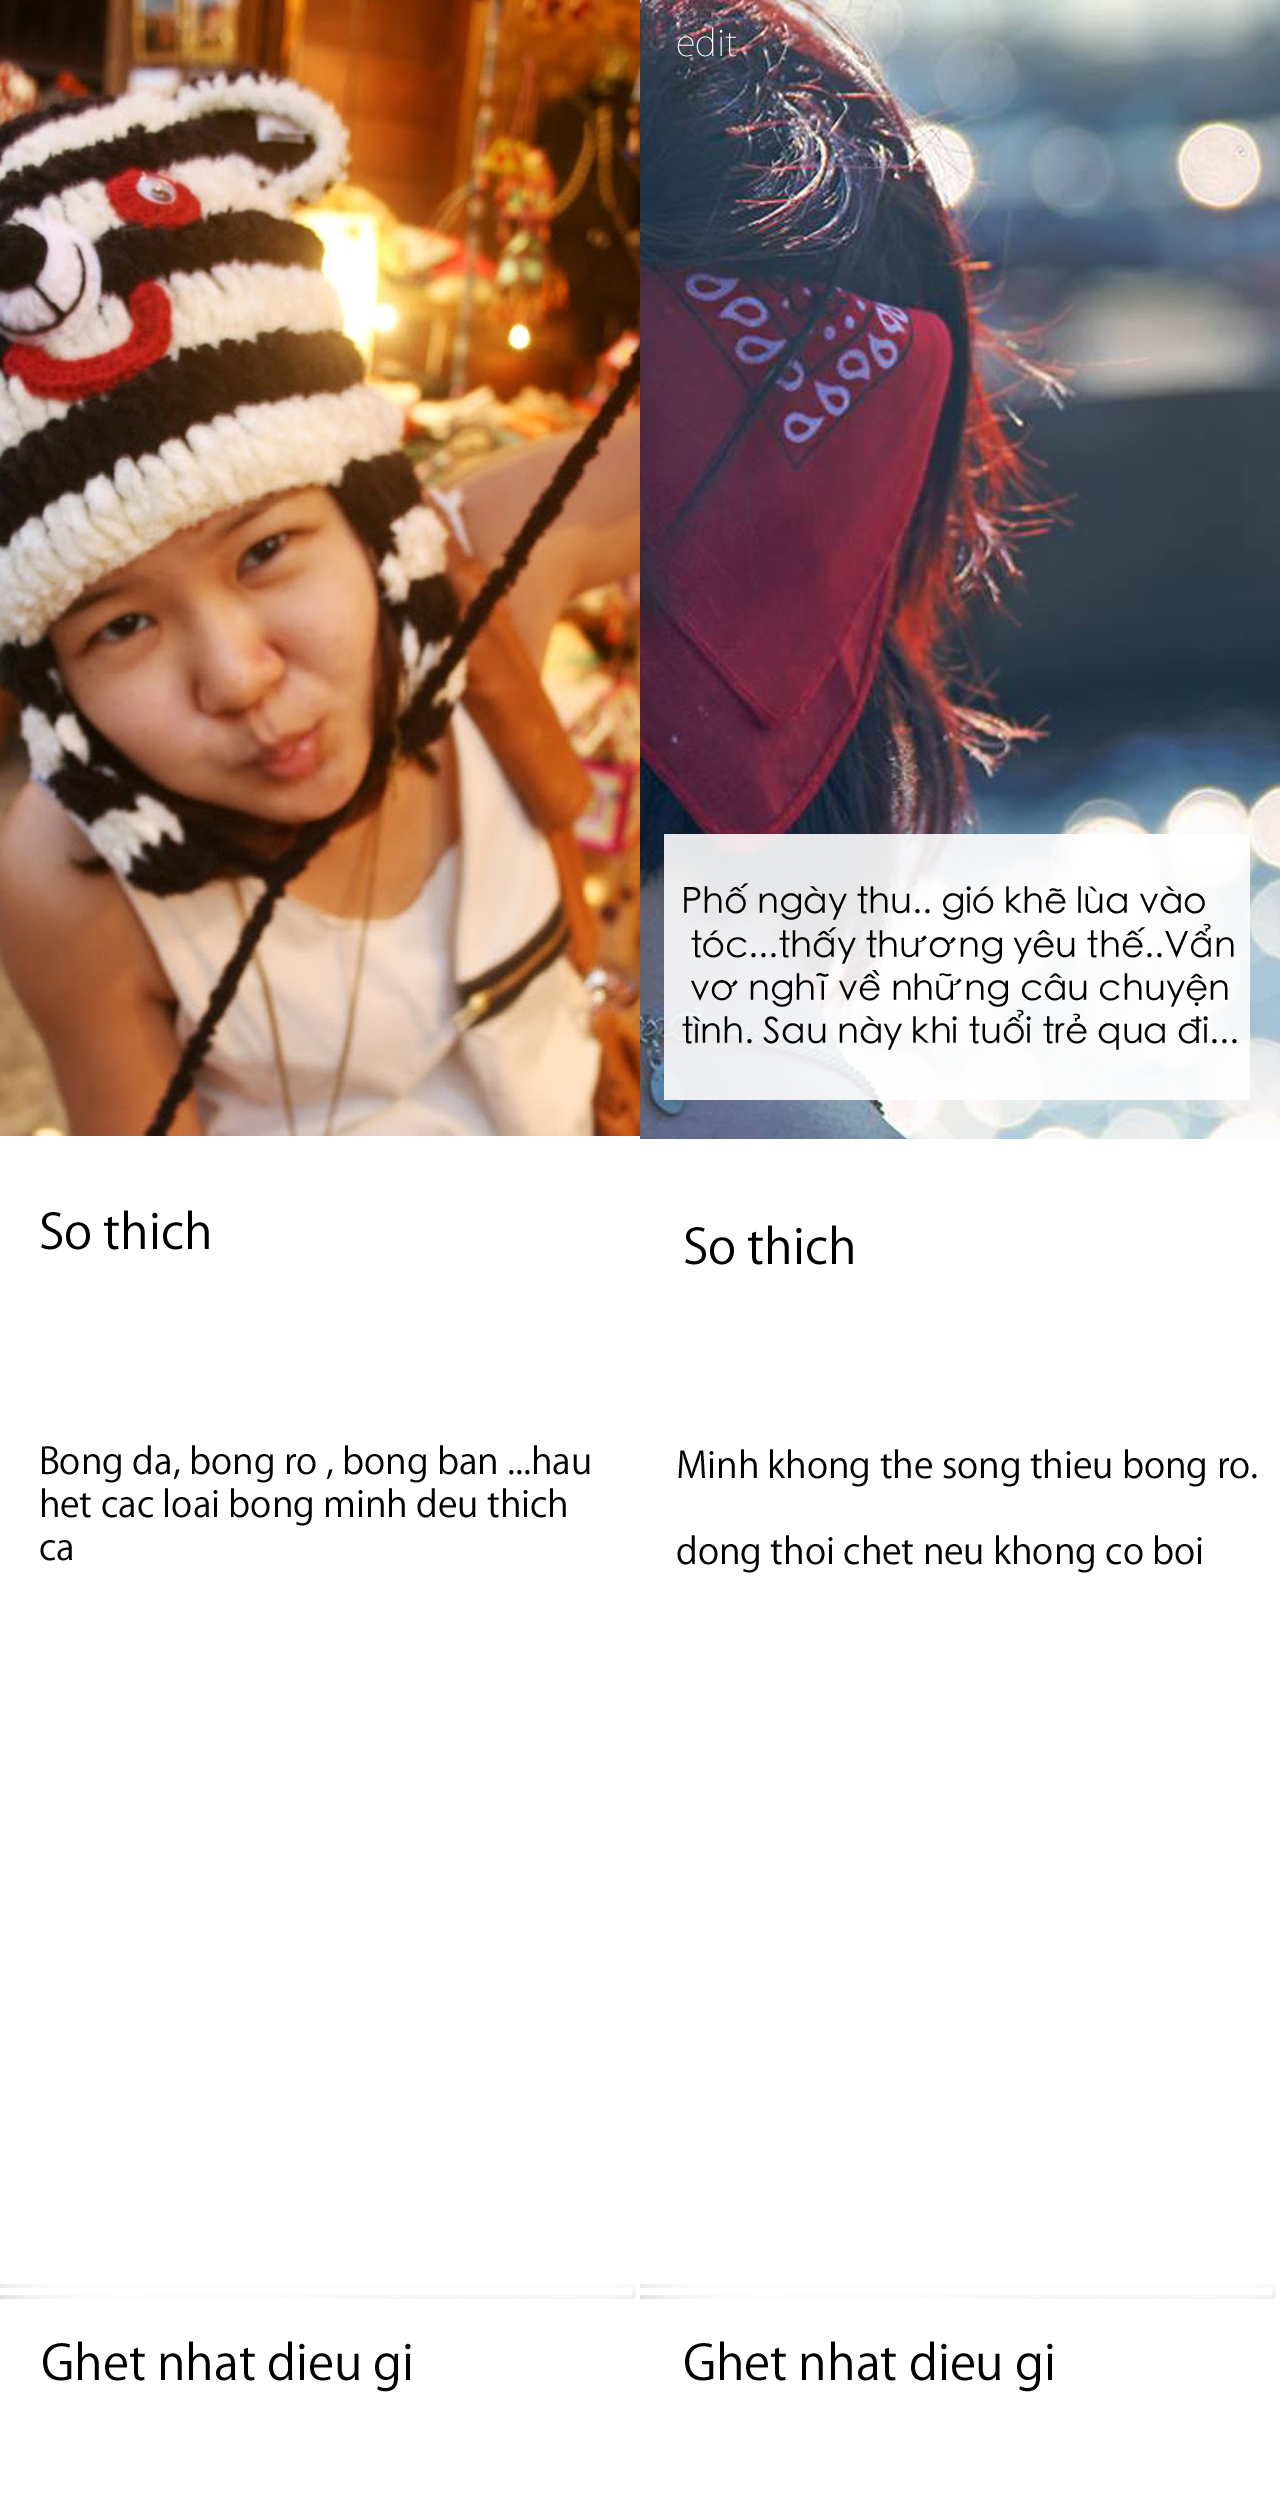 edit
Phố ngày thu.. gió khẽ lùa vào
tóc...thấy thương yêu thế..Vẩn
vơ nghĩ về những câu chuyện
tình. Sau này khi tuổi trẻ qua đi...
So thich
Bong da, bong ro , bong ban ...hau
het cac loai bong minh deu thich
ca
So thich
Minh khong the song thieu bong ro.
dong thoi chet neu khong co boi
Ghet nhat dieu gi
Ghet nhat dieu gi